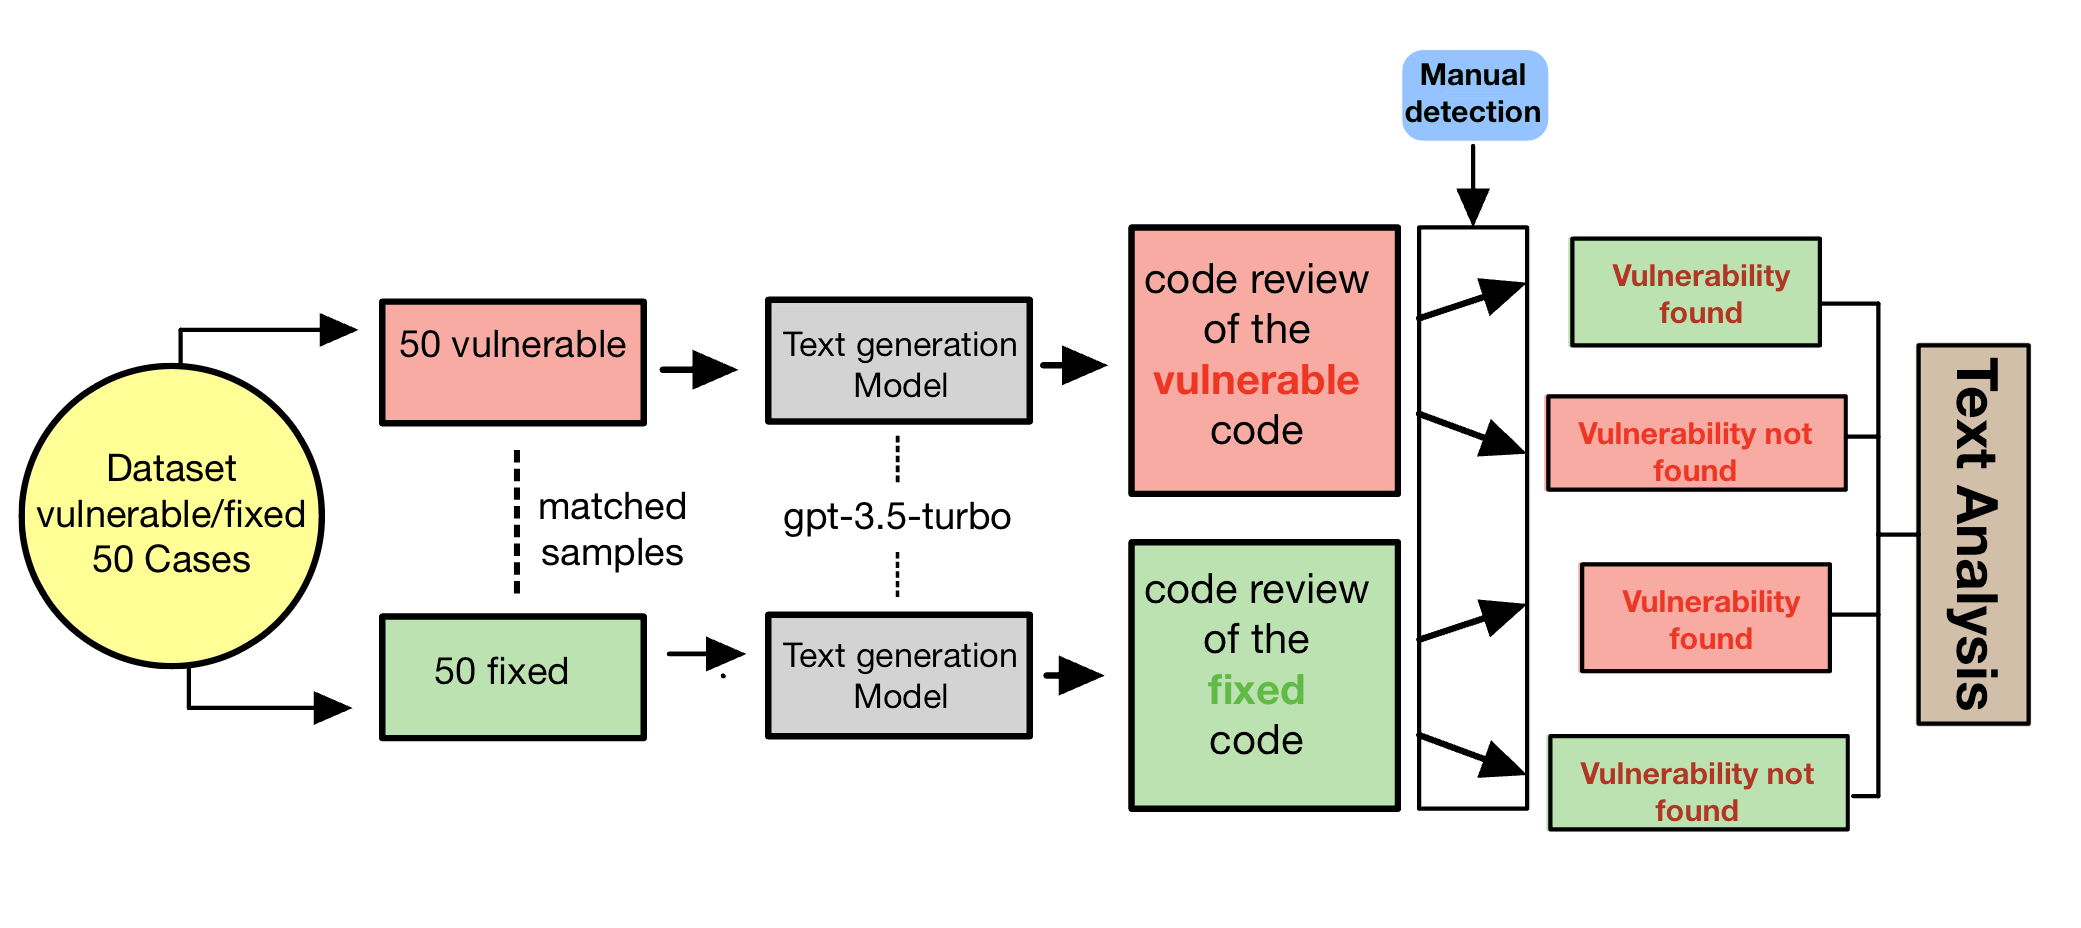 Manual
detection
Dataset
vulnerable/fixed
50 Cases
50 vulnerable
matched
samples
50 fixed
Text generation
Model
gpt-3.5-turbo
Text generation
Model
code review
of the
vulnerable
code
code review
of the
fixed
code
Vulnerability
found
Vulnerability not
found
Vulnerability
found
Vulnerability not
found
Text Analysis